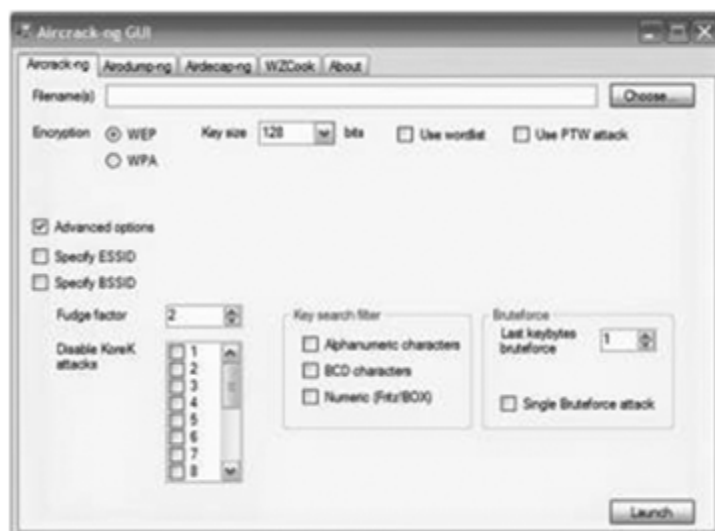 Aircrack-ng GUI
Aircrack-ng Airodump-ng Airdecap-ng WZCook About
Filename(s) Choose...
Encryption WEP Key size 128 bits Use wordlist Use PTW attack
WPA
Advanced options
Specify ESSID
Specify BSSID
Fudge factor 2
Disable KoreK attacks
1
2
3
4
5
6
7
8
Key search filter
Alphanumeric characters
BCD characters
Numeric (Fritz!BOX)
Bruteforce
Last keybytes
bruteforce 1
Single Bruteforce attack
Launch